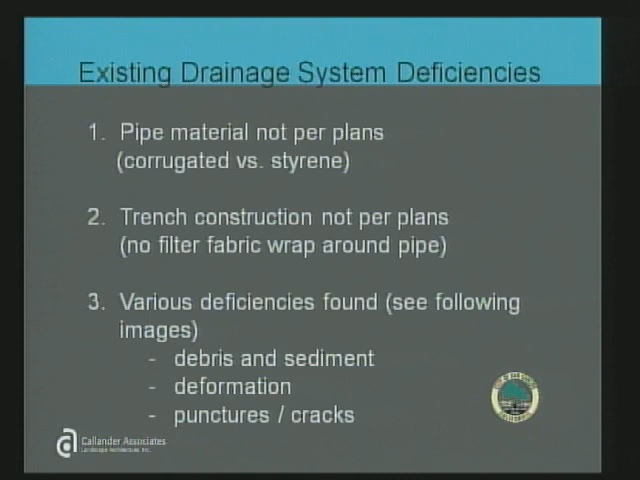 Existing Drainage System Deficiencies
1. Pipe material not per plans
(corrugated vs. styrene)
2. Trench construction not per plans
(no filter fabric wrap around pipe)
3. Various deficiencies found (see following
images)
- debris and sediment
- deformation
- punctures / cracks
Callander Associates
Landscape Architecture, Inc.